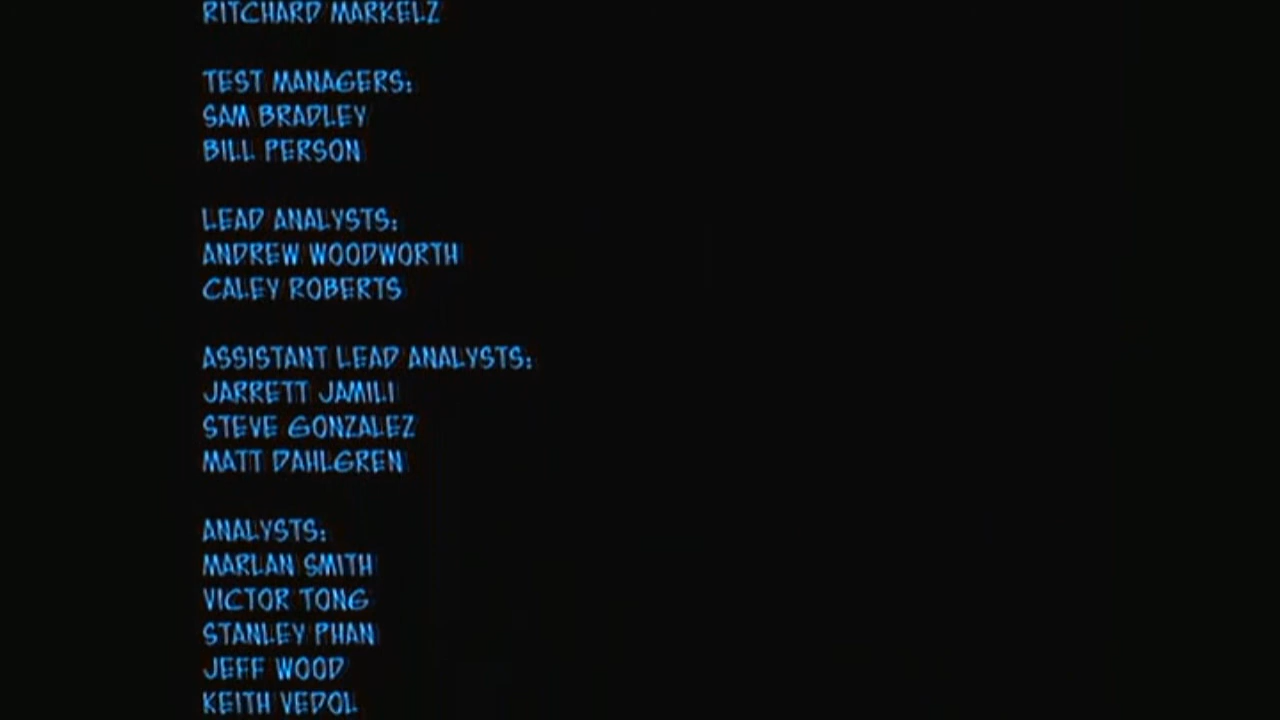 RITCHARD MARKELZ
TEST MANAGERS:
SAM BRADLEY
BILL PERSON
LEAD ANALYSTS:
ANDREW WOODWORTH
CALEY ROBERTS
ASSISTANT LEAD ANALYSTS:
JARRETT JAMILI
STEVE GONZALEZ
MATT DAHLGREN
ANALYSTS:
MARLAN SMITH
VICTOR TONG
STANLEY PHAN
JEFF WOOD
KEITH VEDOL